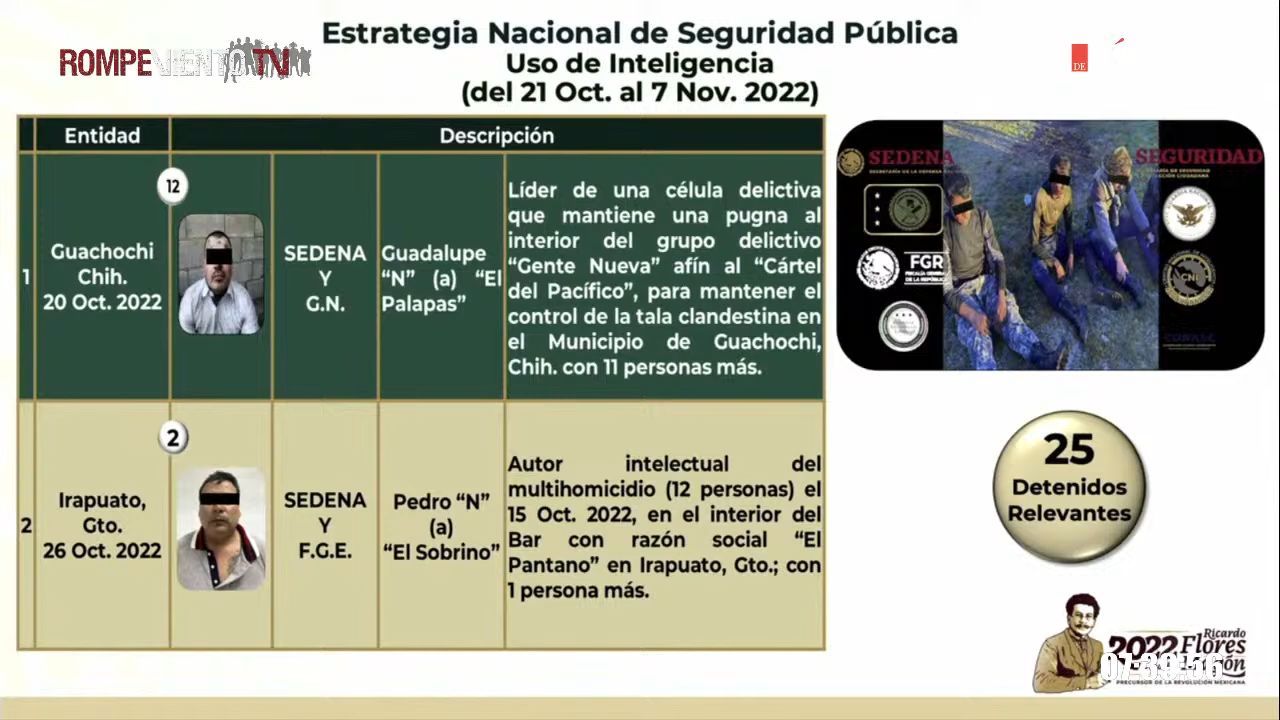 Estrategia Nacional de Seguridad Pública
Uso de Inteligencia
(del 21 Oct. al 7 Nov. 2022)
ROMPEVIENTO TV
DE
Entidad
Descripción
1
Guachochi
Chih.
20 Oct. 2022
12
SEDENA
Y
G.N.
Guadalupe
“N” (a) “El
Palapas”
Líder de una célula delictiva
que mantiene una pugna al
interior del grupo delictivo
“Gente Nueva” afín al “Cártel
del Pacífico”, para mantener el
control de la tala clandestina en
el Municipio de Guachochi,
Chih. con 11 personas más.
2
Irapuato,
Gto.
26 Oct. 2022
2
SEDENA
Y
F.G.E.
Pedro “N”
(a)
“El Sobrino”
Autor intelectual del
multihomicidio (12 personas) el
15 Oct. 2022, en el interior del
Bar con razón social “El
Pantano” en Irapuato, Gto.; con
1 persona más.
SEDENA
SEGURIDAD
FGR
CNI
25
Detenidos
Relevantes
2022 Ricardo
Flores
Magón
PRECURSOR DE LA REVOLUCIÓN MEXICANA
07:39:56